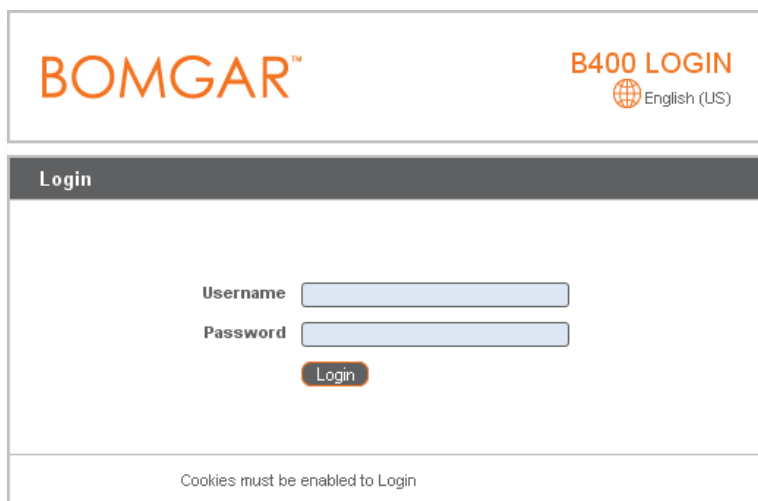 BOMGAR™
B400 LOGIN
English (US)
Login
Username
Password
Login
Cookies must be enabled to Login